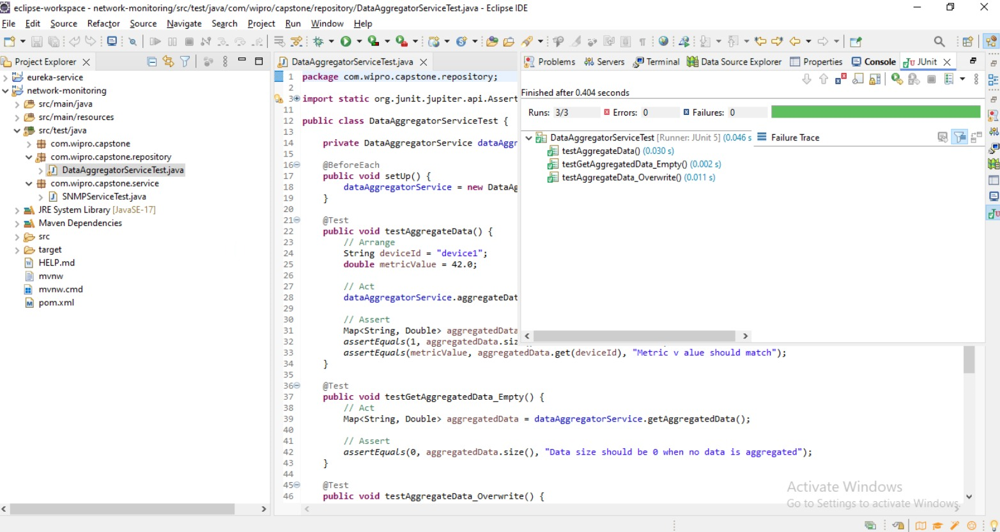 eclipse-workspace - network-monitoring/src/test/java/com/wipro/capstone/repository/DataAggregatorServiceTest.java - Eclipse IDE
File Edit Source Refactor Source Navigate Search Project Run Window Help
Project Explorer
eureka-service
network-monitoring
src/main/java
src/main/resources
src/test/java
com.wipro.capstone
com.wipro.capstone.repository
DataAggregatorServiceTest.java
com.wipro.capstone.service
SNMPServiceTest.java
JRE System Library [JavaSE-17]
Maven Dependencies
src
target
HELP.md
mvnw
mvnw.cmd
pom.xml
DataAggregatorServiceTest.java
1 package com.wipro.capstone.repository;
2
3 import static org.junit.jupiter.api.Assert
11
12 public class DataAggregatorServiceTest {
13
14 private DataAggregatorService dataAggr
15
16 @BeforeEach
17 public void setUp() {
18 dataAggregatorService = new DataAg
19 }
20
21 @Test
22 public void testAggregateData() {
23 // Arrange
24 String deviceId = "device1";
25 double metricValue = 42.0;
26
27 // Act
28 dataAggregatorService.aggregateDat
29
30 // Assert
31 Map<String, Double> aggregatedData
32 assertEquals(1, aggregatedData.siz
33 assertEquals(metricValue, aggregatedData.get(deviceId), "Metric v alue should match");
34 }
35
36 @Test
37 public void testGetAggregatedData_Empty() {
38 // Act
39 Map<String, Double> aggregatedData = dataAggregatorService.getAggregatedData();
40
41 // Assert
42 assertEquals(0, aggregatedData.size(), "Data size should be 0 when no data is aggregated");
43 }
44
45 @Test
46 public void testAggregateData_Overwrite() {
Problems Servers Terminal Data Source Explorer Properties Console JUnit
Finished after 0.404 seconds
Runs: 3/3 Errors: 0 Failures: 0
DataAggregatorServiceTest [Runner: JUnit 5] (0.046 s
testAggregateData() (0.030 s)
testGetAggregatedData_Empty() (0.002 s)
testAggregateData_Overwrite() (0.011 s)
Failure Trace
Activate Windows
Go to Settings to activate Windows.